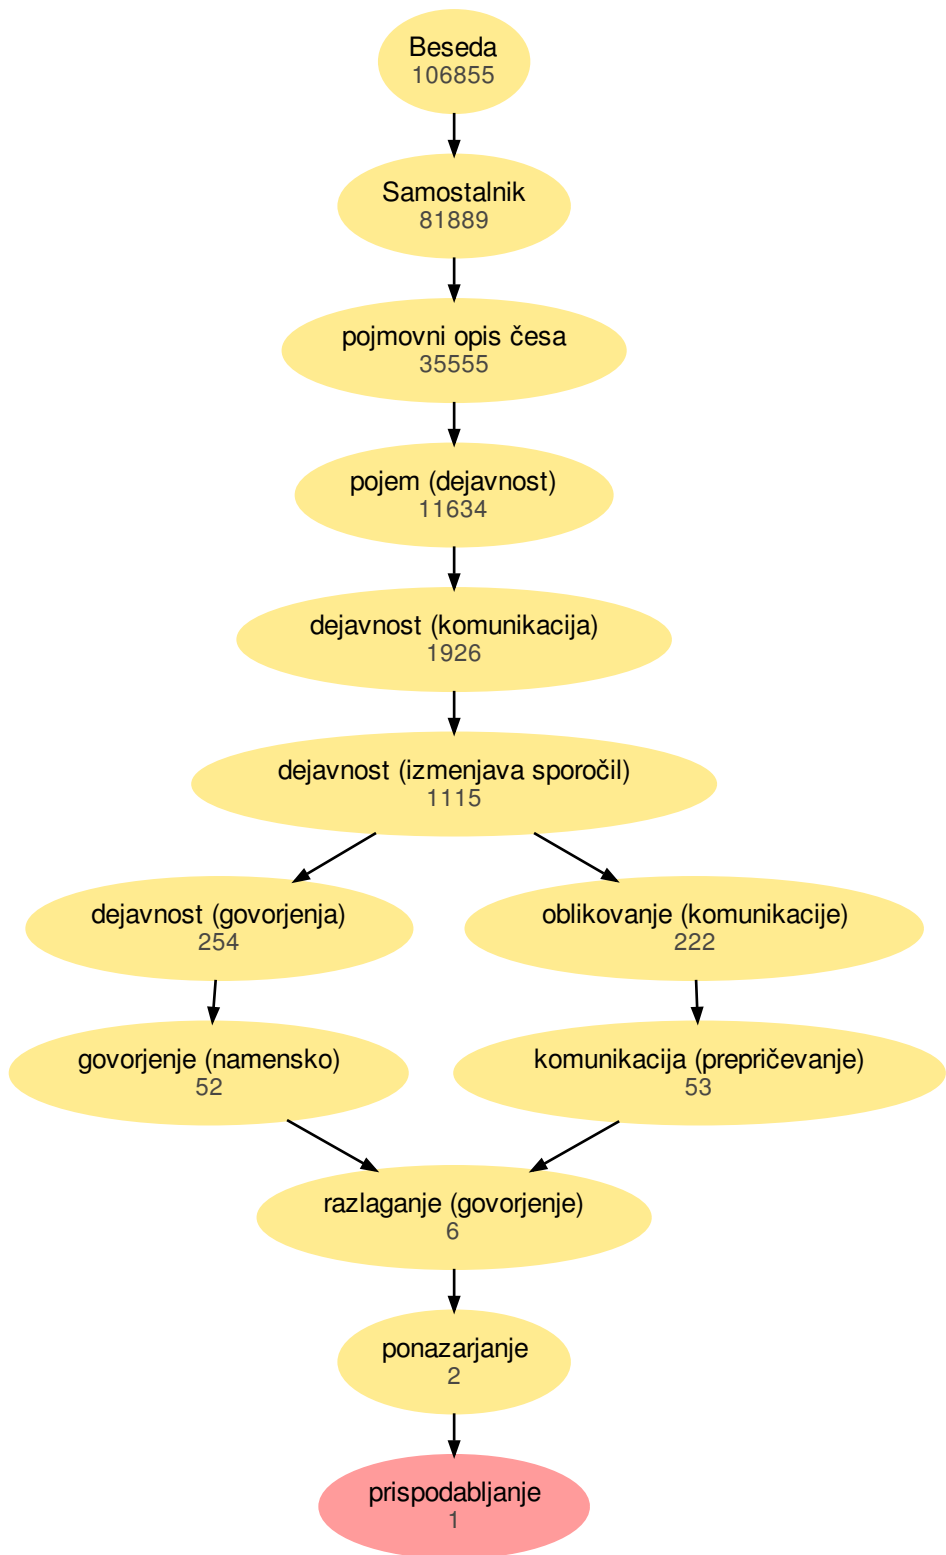 Beseda
106855
Samostalnik
81889
pojmovni opis česa
35555
pojem (dejavnost)
11634
dejavnost (komunikacija)
1926
dejavnost (izmenjava sporočil)
1115
dejavnost (govorjenja)
254
oblikovanje (komunikacije)
222
govorjenje (namensko)
52
komunikacija (prepričevanje)
53
razlaganje (govorjenje)
6
ponazarjanje
2
prispodabljanje
1